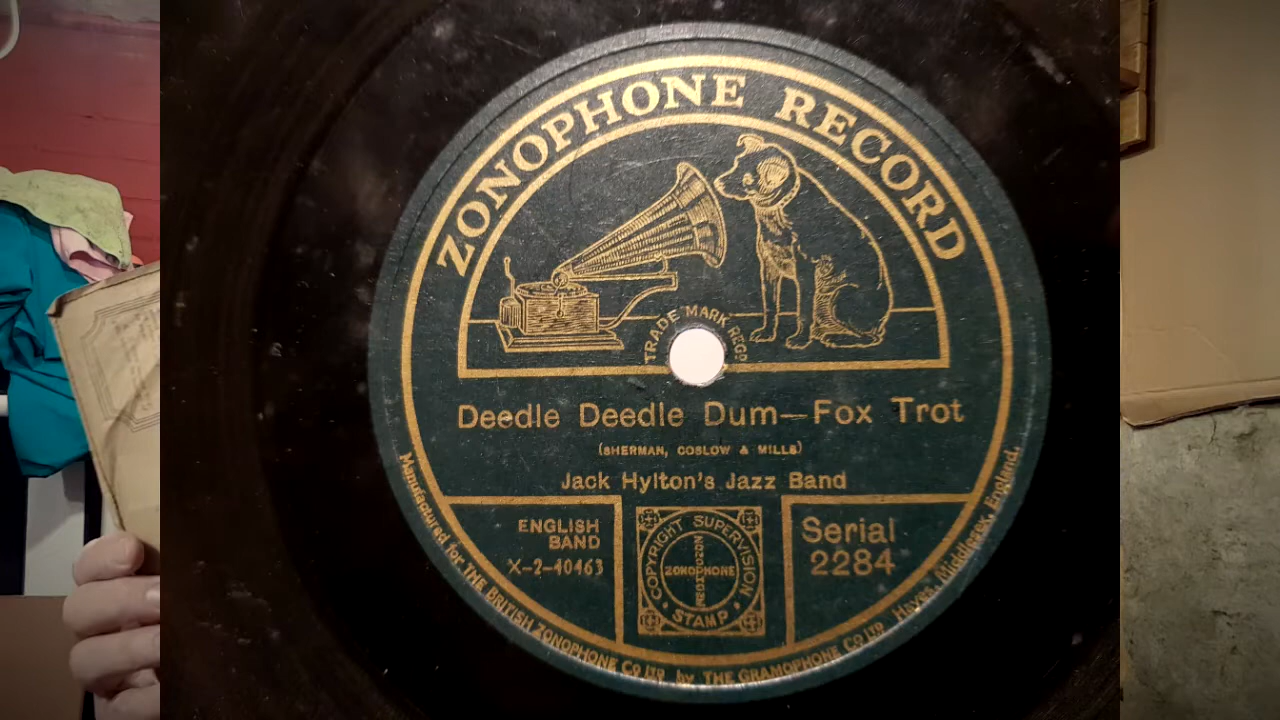 ZONOPHONE RECORD
TRADE MARK REGD
Deedle Deedle Dum—Fox Trot
(SHERMAN, COSLOW & MILLS)
Jack Hylton's Jazz Band
ENGLISH
BAND
X-2-40463
COPYRIGHT SUPERVISION
ZONOPHONE
ZONOPHONE
STAMP
Serial
2284
Manufactured for THE BRITISH ZONOPHONE Co LTD by THE GRAMOPHONE Co LTD. Hayes, Middlesex, England.